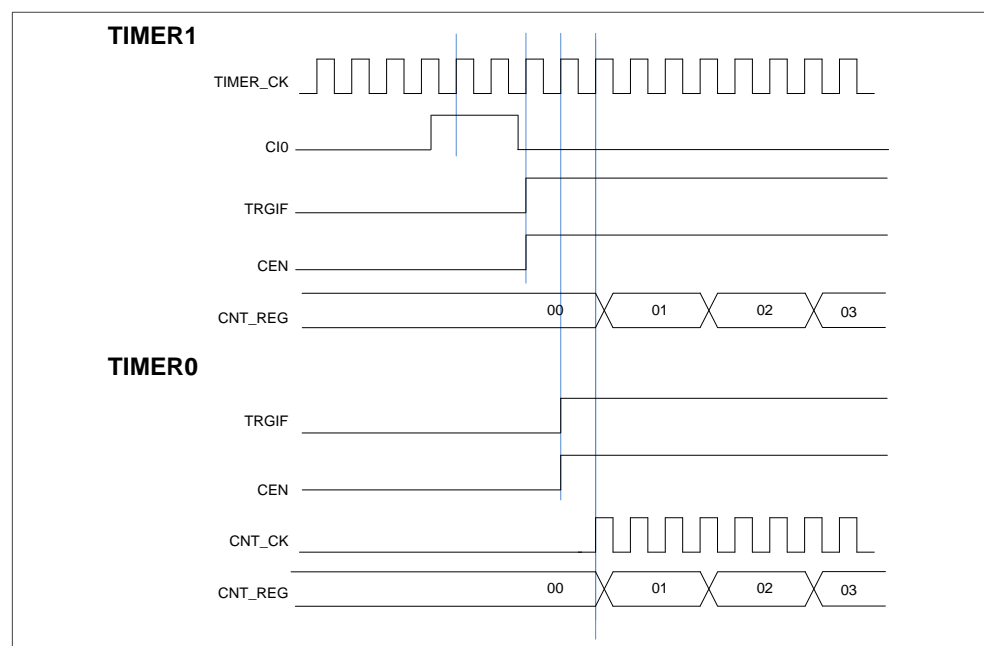 TIMER1
TIMER_CK
CI0
TRGIF
CEN
CNT_REG 00 01 02 03
TIMER0
TRGIF
CEN
CNT_CK
CNT_REG 00 01 02 03